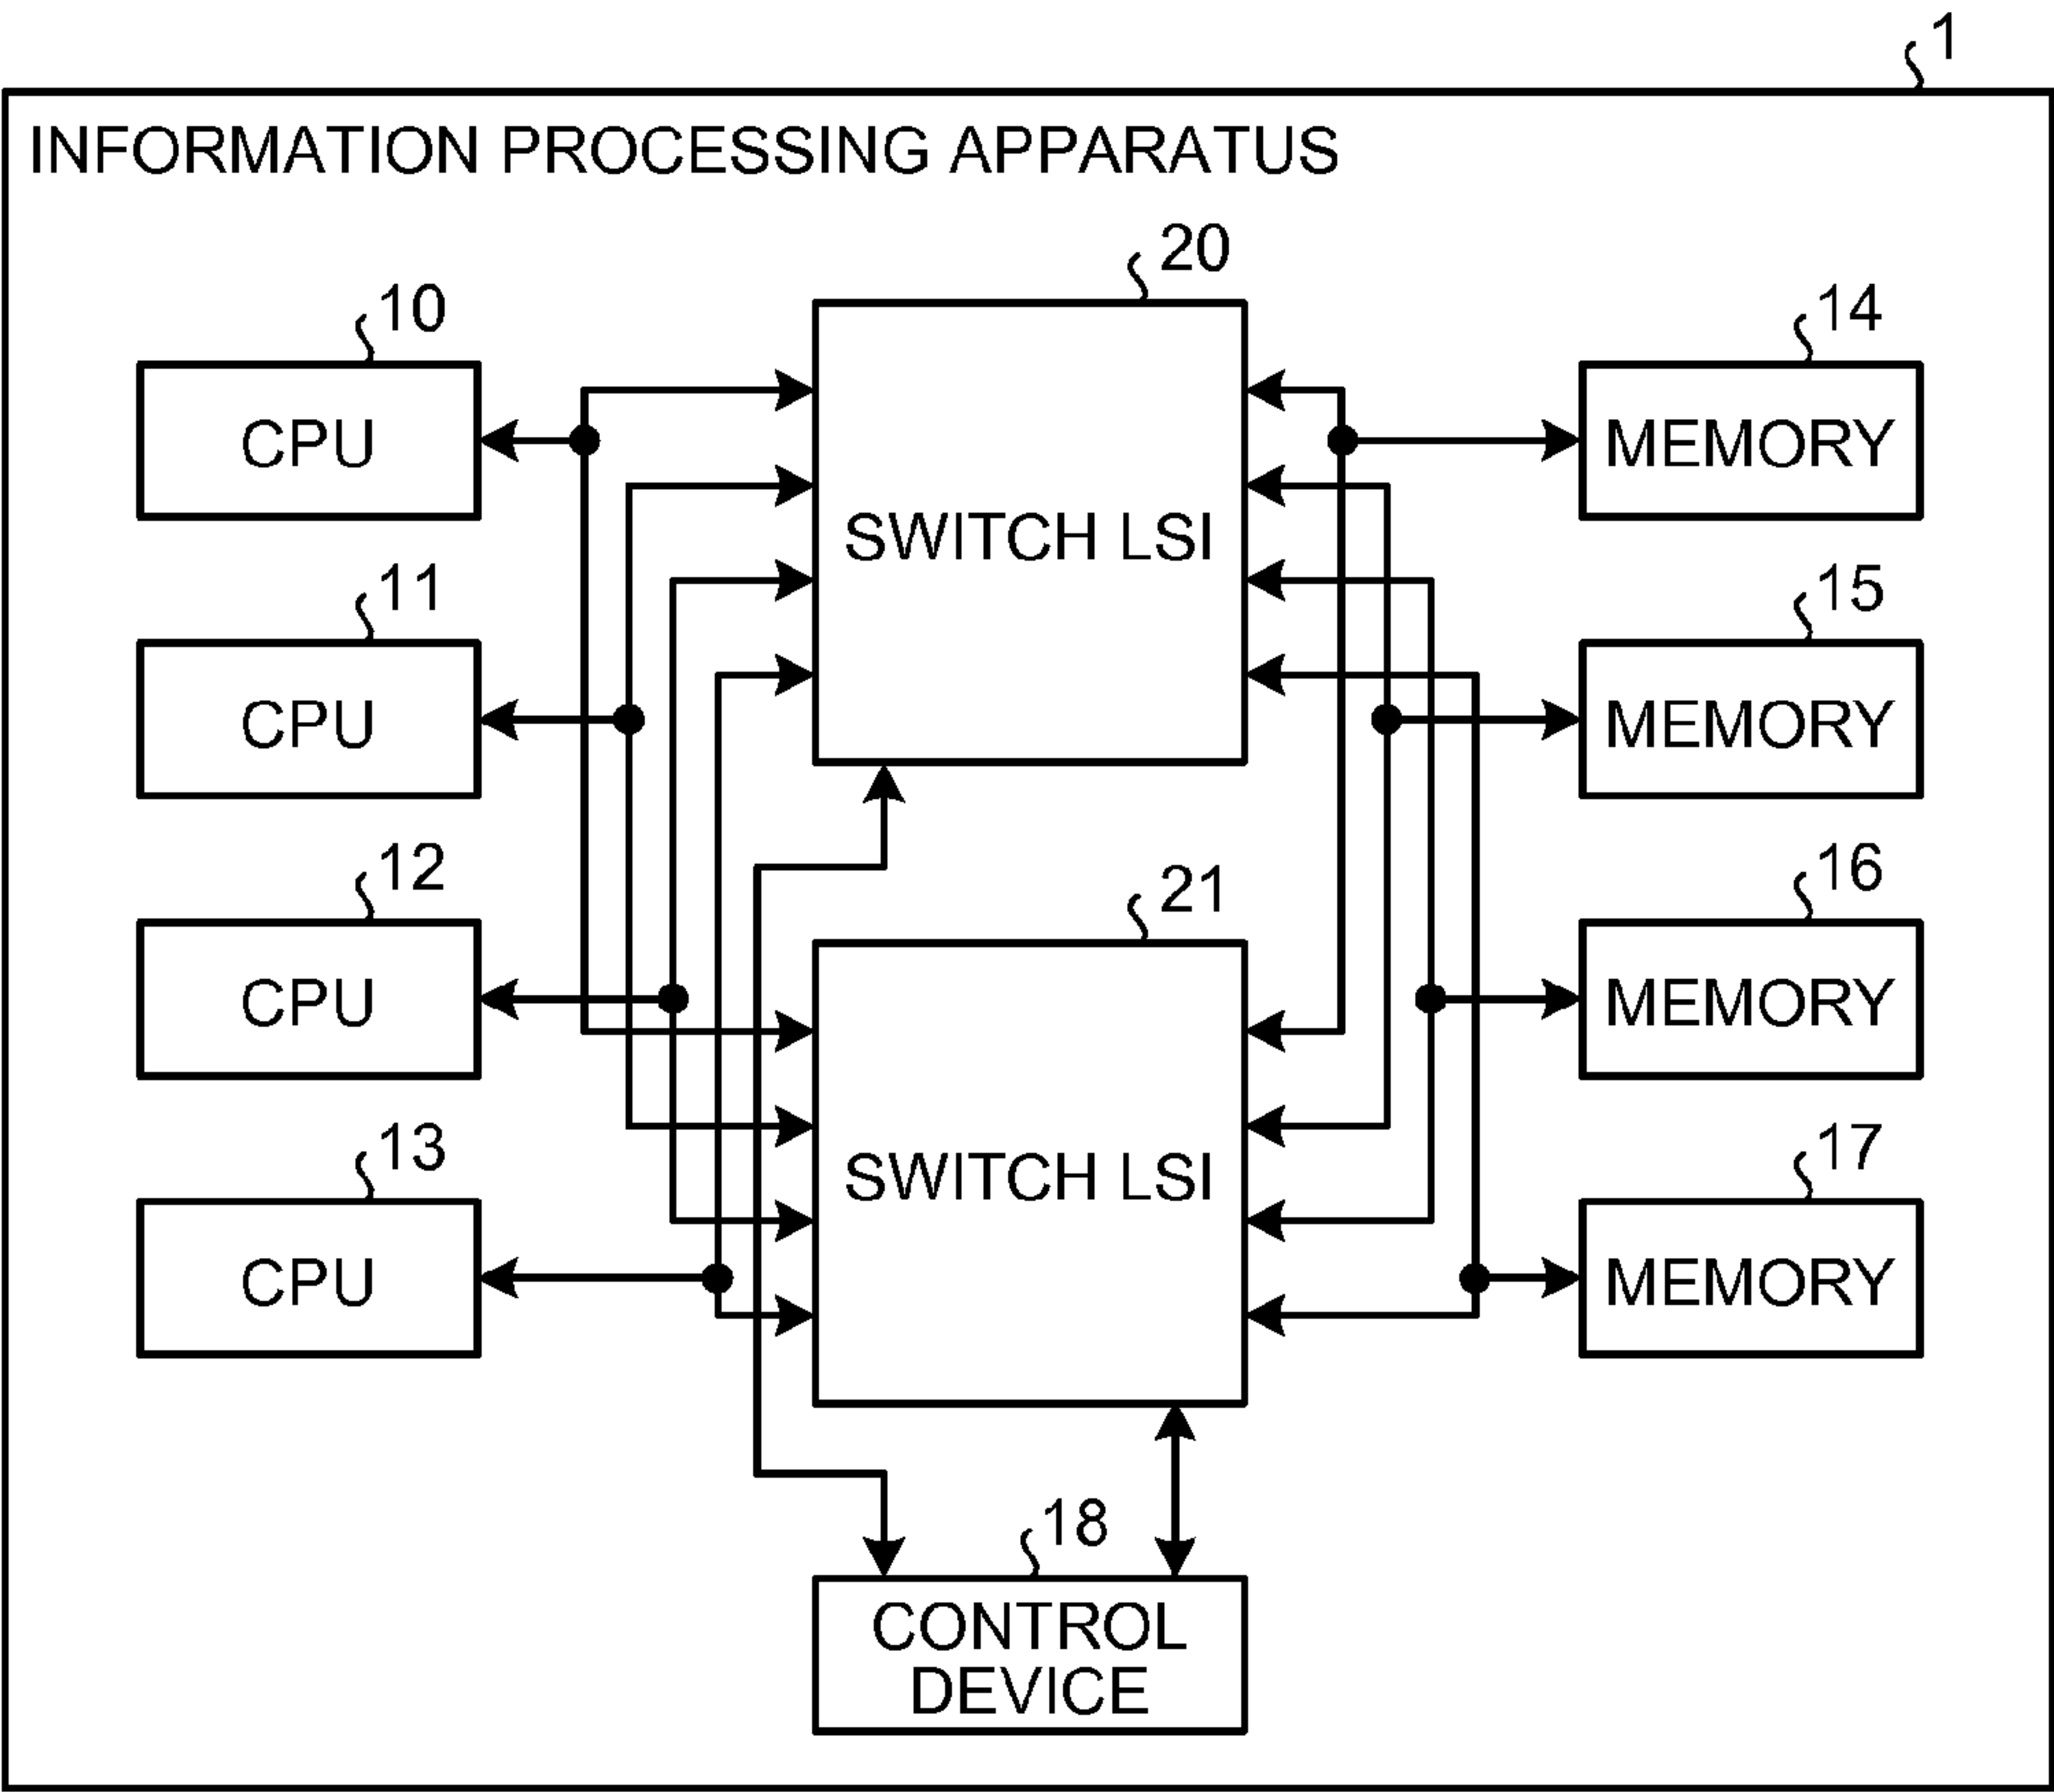 1
INFORMATION PROCESSING APPARATUS
20
10
14
CPU
MEMORY
SWITCH LSI
11
15
CPU
MEMORY
12
21
16
CPU
MEMORY
13
17
SWITCH LSI
CPU
MEMORY
18
CONTROL
DEVICE